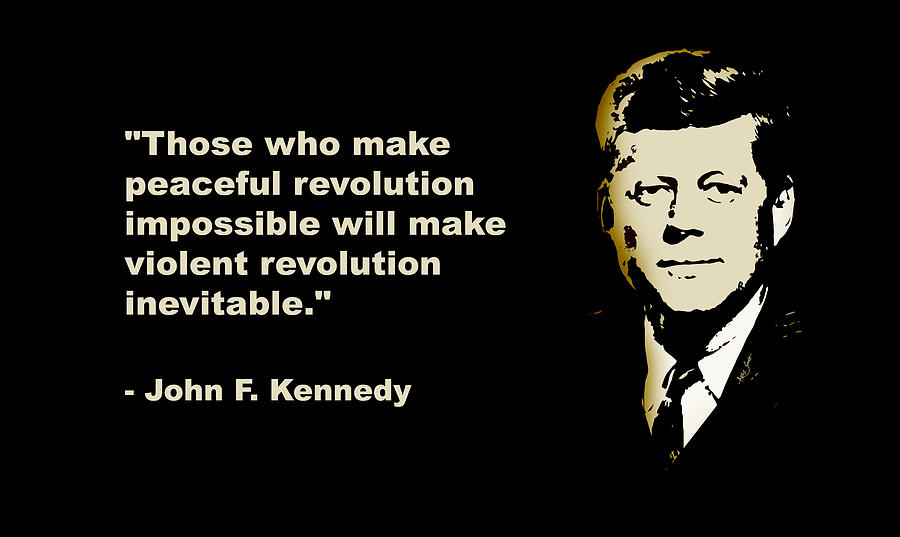 "Those who make
peaceful revolution
impossible will make
violent revolution
inevitable."
- John F. Kennedy